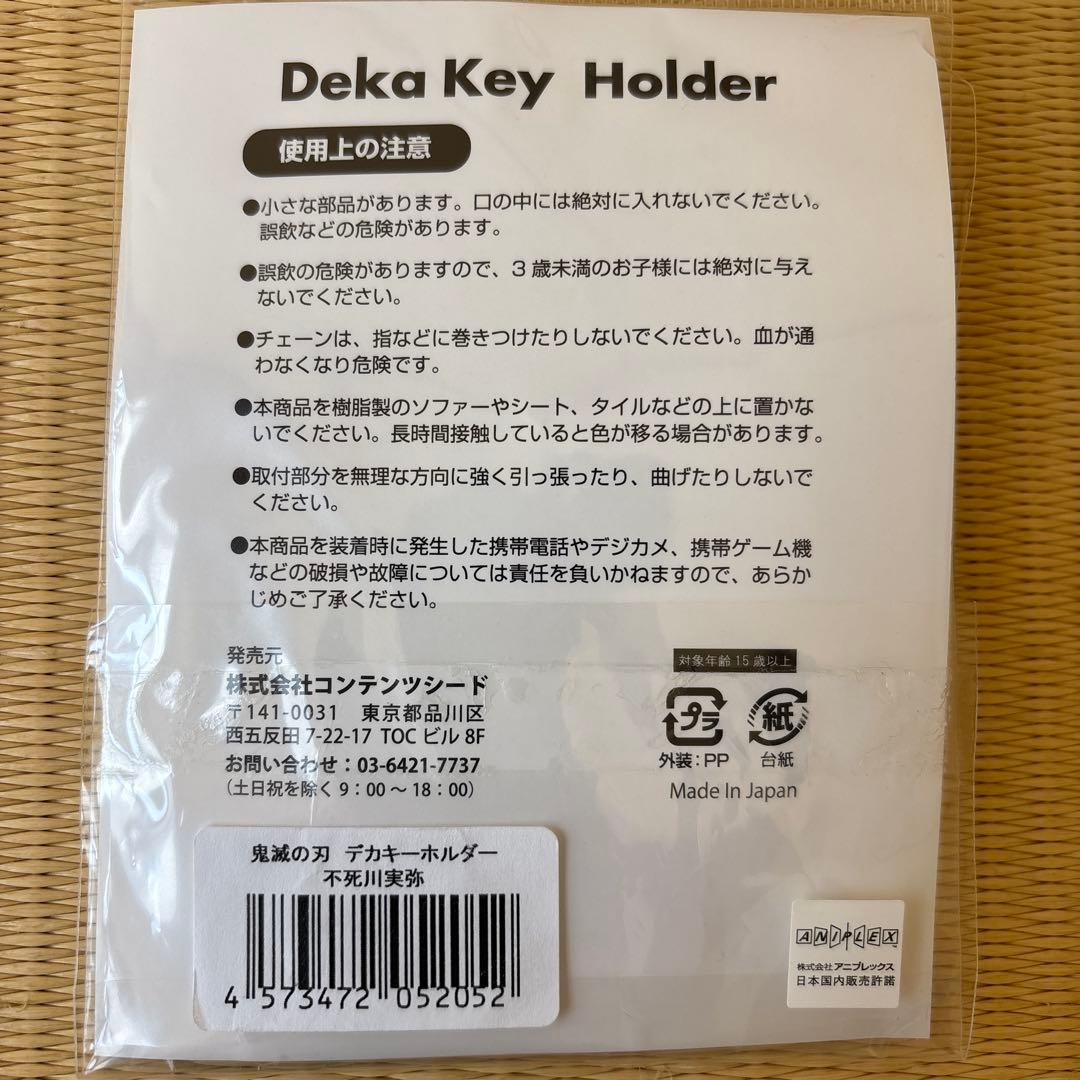 Deka Key Holder
使用上の注意
●小さな部品があります。口の中には絶対に入れないでください。
誤飲などの危険があります。
●誤飲の危険がありますので、3歳未満のお子様には絶対に与え
ないでください。
●チェーンは、指などに巻きつけたりしないでください。血が通
わなくなり危険です。
●本商品を樹脂製のソファーやシート、タイルなどの上に置かな
いでください。長時間接触していると色が移る場合があります。
●取付部分を無理な方向に強く引っ張ったり、曲げたりしないで
ください。
●本商品を装着時に発生した携帯電話やデジカメ、携帯ゲーム機
などの破損や故障については責任を負いかねますので、あらか
じめご了承ください。
発売元
株式会社コンテンツシード
〒141-0031 東京都品川区
西五反田 7-22-17 TOC ビル 8F
お問い合わせ：03-6421-7737
（土日祝を除く 9：00 〜 18：00）
対象年齢 15 歳以上
プラ
紙
外装：PP
台紙
Made In Japan
鬼滅の刃 デカキーホルダー
不死川実弥
4 573472 052052
ANIPLEX
株式会社 アニプレックス
日本国内販売許諾